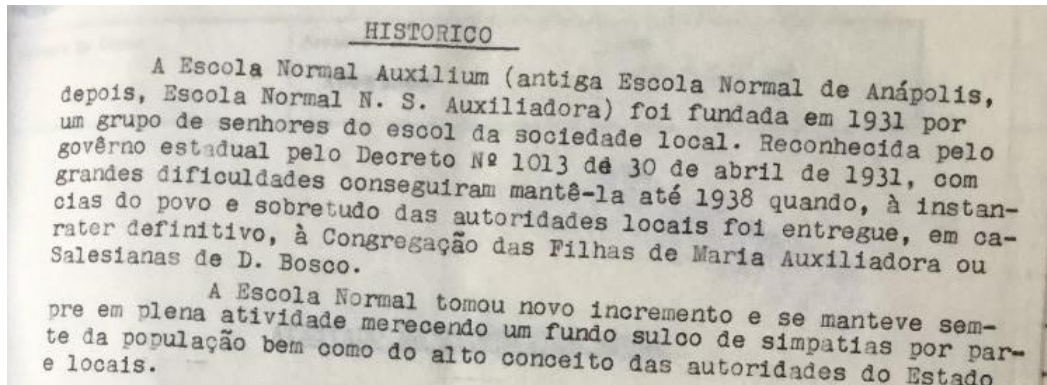 HISTORICO
A Escola Normal Auxilium (antiga Escola Normal de Anápolis,
depois, Escola Normal N. S. Auxiliadora) foi fundada em 1931 por
um grupo de senhores do escol da sociedade local. Reconhecida pelo
govêrno estadual pelo Decreto Nº 1013 de 30 de abril de 1931, com
grandes dificuldades conseguiram mantê-la até 1938 quando, à instan-
cias do povo e sobretudo das autoridades locais foi entregue, em ca-
rater definitivo, à Congregação das Filhas de Maria Auxiliadora ou
Salesianas de D. Bosco.
A Escola Normal tomou novo incremento e se manteve sem-
pre em plena atividade merecendo um fundo sulco de simpatias por par-
te da população bem como do alto conceito das autoridades do Estado
e locais.